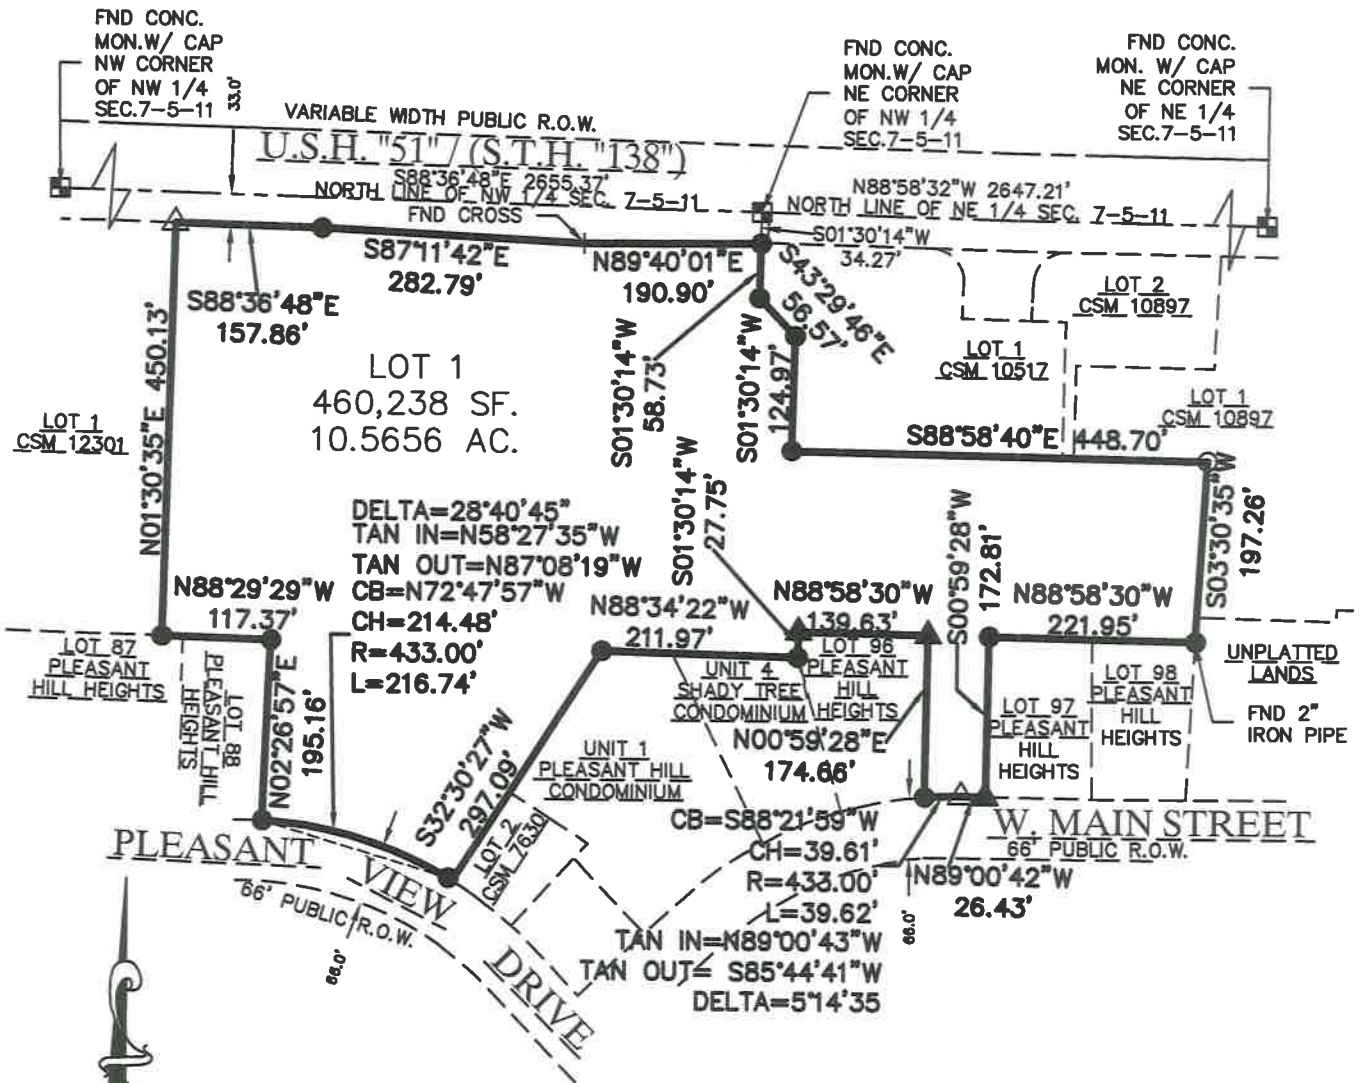 FND CONC.
MON.W/ CAP
NW CORNER
OF NW 1/4
SEC.7-5-11
33.0'
VARIABLE WIDTH PUBLIC R.O.W.
U.S.H. "51" / (S.T.H. "138")
S88°36'48"E 2655.37'
NORTH LINE OF NW 1/4 SEC. 7-5-11
FND CROSS
FND CONC.
MON.W/ CAP
NE CORNER
OF NW 1/4
SEC.7-5-11
FND CONC.
MON. W/ CAP
NE CORNER
OF NE 1/4
SEC.7-5-11
N88°58'32"W 2647.21'
NORTH LINE OF NE 1/4 SEC. 7-5-11
S01°30'14"W
34.27'
S87°11'42"E
282.79'
N89°40'01"E
190.90'
S43°29'46"E
56.57'
S88°36'48"E
157.86'
LOT 2
CSM 10897
LOT 1
CSM 10517
LOT 1
CSM 10897
LOT 1
460,238 SF.
10.5656 AC.
N01°30'35"E 450.13'
LOT 1
CSM 12301
S01°30'14"W
58.73'
S01°30'14"W
124.97'
S88°58'40"E 448.70'
S03°30'35"W
197.26'
S01°30'14"W
27.75'
S00°59'28"W
172.81'
DELTA=28°40'45"
TAN IN=N58°27'35"W
TAN OUT=N87°08'19"W
CB=N72°47'57"W
CH=214.48'
R=433.00'
L=216.74'
N88°29'29"W
117.37'
N88°34'22"W
211.97'
N88°58'30"W
139.63'
N88°58'30"W
221.95'
LOT 87
PLEASANT
HILL HEIGHTS
LOT 88
PLEASANT HILL
HEIGHTS
N02°26'57"E
195.16'
UNIT 4
SHADY TREE
CONDOMINIUM
LOT 96
PLEASANT
HILL
HEIGHTS
LOT 97
PLEASANT
HILL
HEIGHTS
LOT 98
PLEASANT
HILL
HEIGHTS
UNPLATTED
LANDS
FND 2"
IRON PIPE
N00°59'28"E
174.66'
UNIT 1
PLEASANT HILL
CONDOMINIUM
S32°30'27"W
297.09'
LOT 2
CSM 7630
CB=S88°21'59"W
CH=39.61'
R=433.00'
L=39.62'
TAN IN=N89°00'43"W
TAN OUT= S85°44'41"W
DELTA=5°14'35
W. MAIN STREET
66' PUBLIC R.O.W.
N89°00'42"W
26.43'
66.0'
PLEASANT
VIEW
DRIVE
66' PUBLIC R.O.W.
66.0'